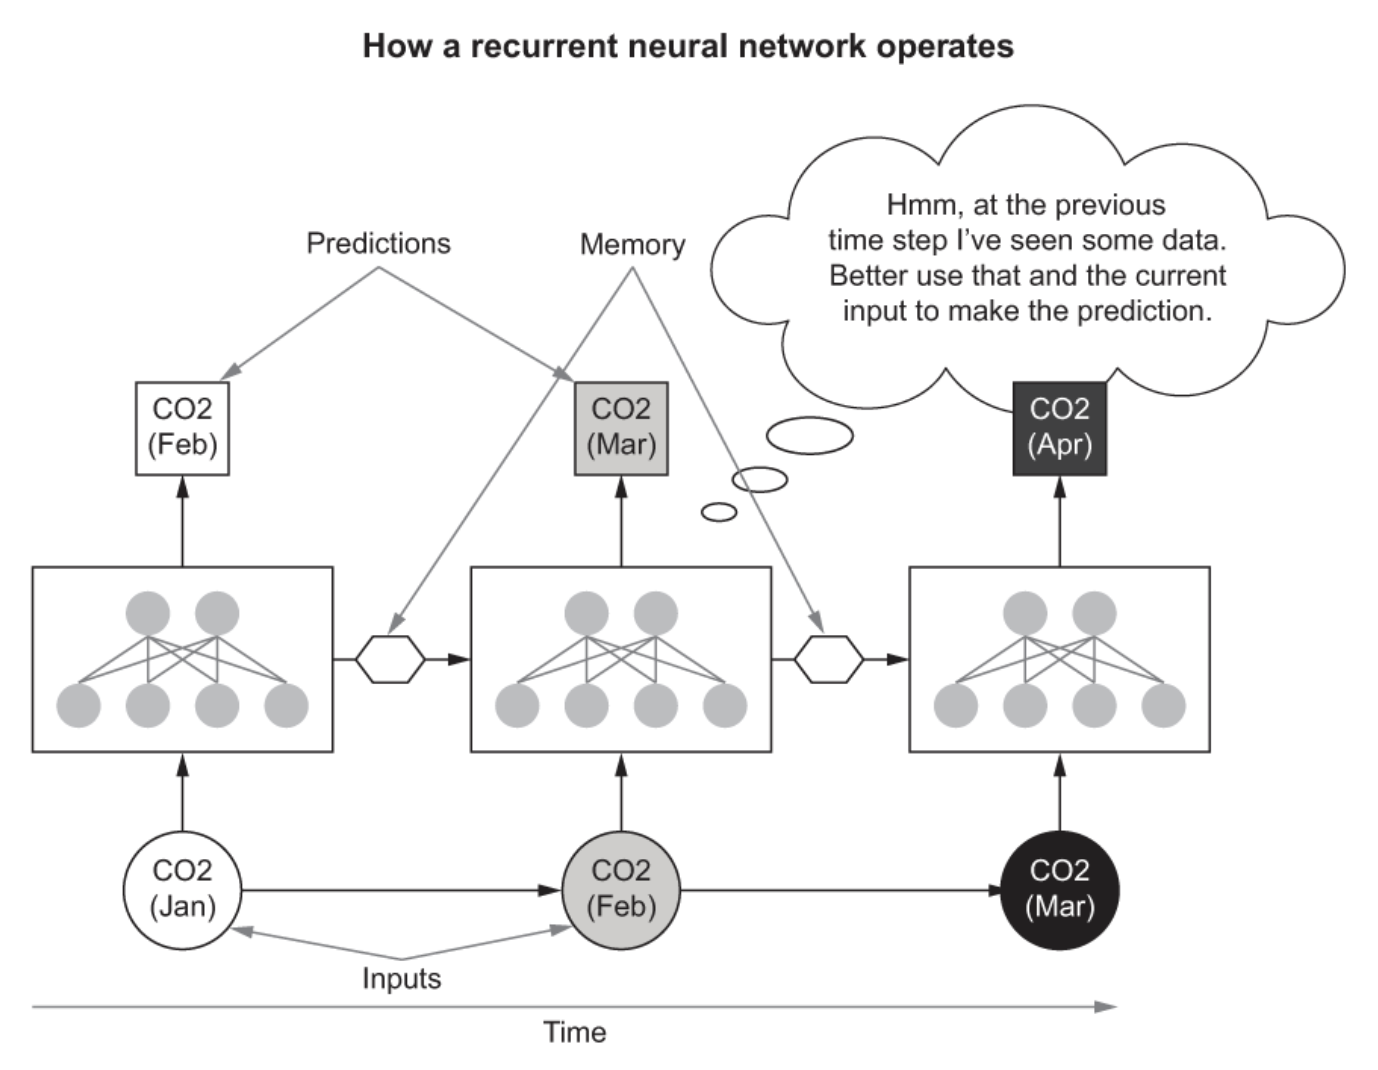 How a recurrent neural network operates
Hmm, at the previous
time step I've seen some data.
Better use that and the current
input to make the prediction.
Predictions
Memory
CO2
(Feb)
CO2
(Mar)
CO2
(Apr)
CO2
(Jan)
CO2
(Feb)
CO2
(Mar)
Inputs
Time